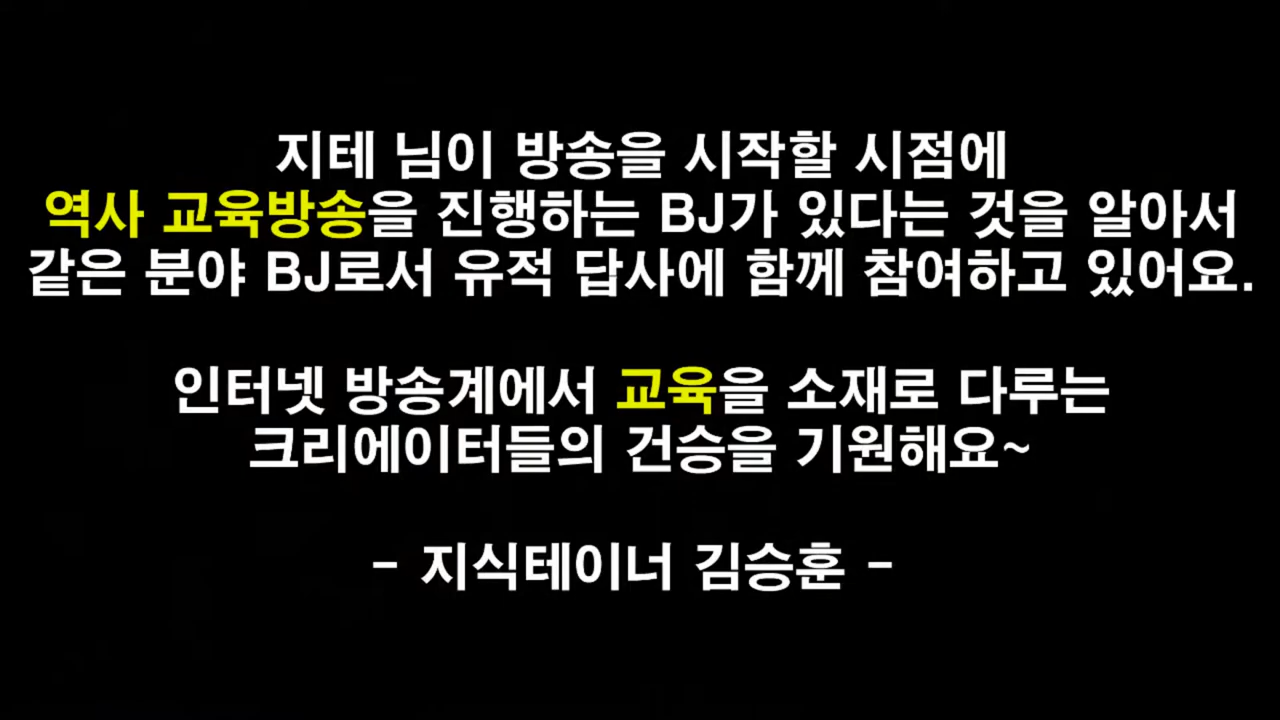 지테 님이 방송을 시작할 시점에
역사 교육방송을 진행하는 BJ가 있다는 것을 알아서
같은 분야 BJ로서 유적 답사에 함께 참여하고 있어요.
인터넷 방송계에서 교육을 소재로 다루는
크리에이터들의 건승을 기원해요~
- 지식테이너 김승훈 -